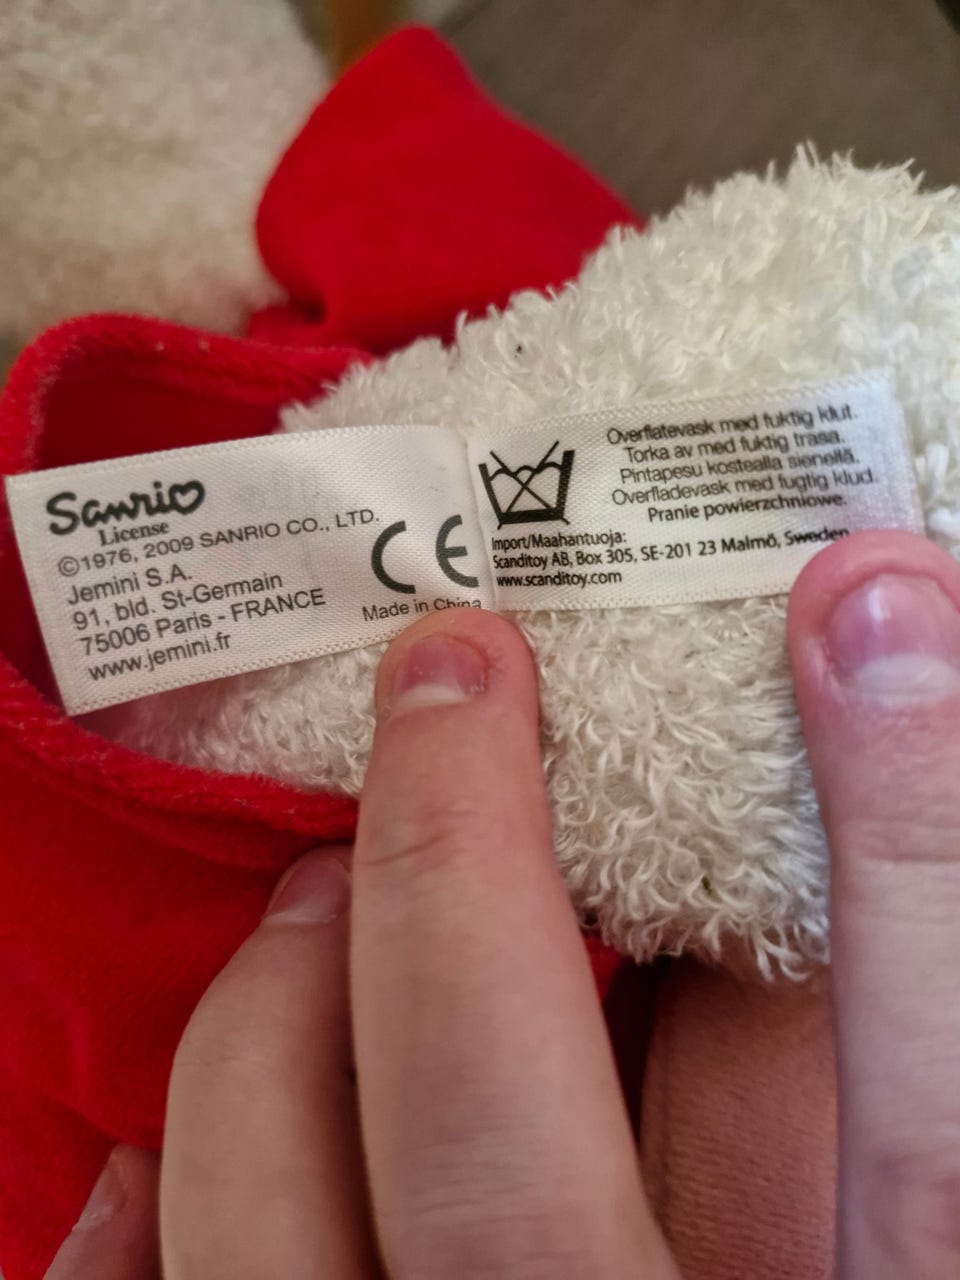 Sanrio
License
©1976, 2009 SANRIO CO., LTD.
Jemini S.A.
91, bld. St-Germain
75006 Paris - FRANCE
www.jemini.fr
CE
Made in China
Overflatevask med fuktig klut.
Torka av med fuktig trasa.
Pintapesu kostealla sienellä.
Overfladevask med fugtig klud.
Pranie powierzchniowe.
Import/Maahantuoja:
Scanditoy AB, Box 305, SE-201 23 Malmö, Sweden
www.scanditoy.com